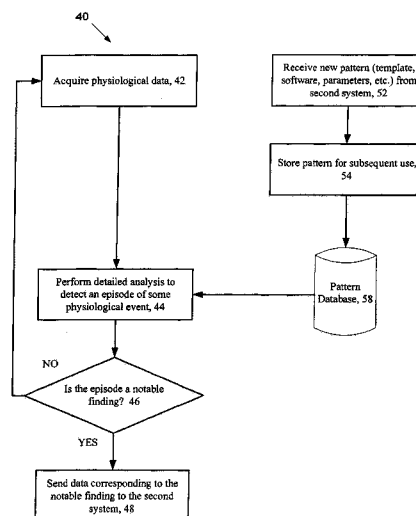 40
Acquire physiological data, 42
Receive new pattern (template,
software, parameters, etc.) from
second system, 52
Store pattern for subsequent use,
54
Pattern
Database, 58
Perform detailed analysis to
detect an episode of some
physiological event, 44
NO
Is the episode a notable
finding? 46
YES
Send data corresponding to the
notable finding to the second
system, 48